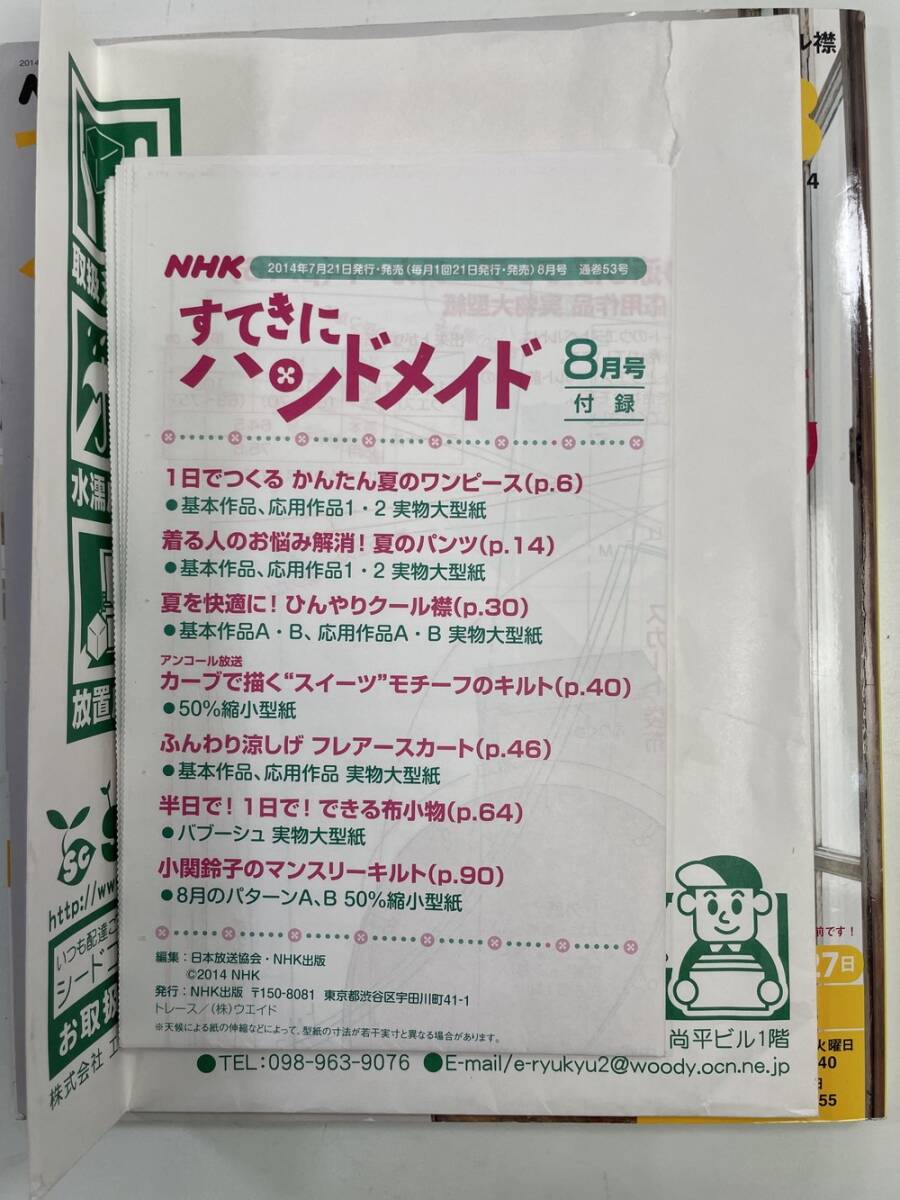 ル襟
2014
NHK 2014年7月21日発行・発売(毎月1回21日発行・発売)8月号 通巻53号
すてきに
ハンドメイド
8月号
付録
1日でつくる かんたん夏のワンピース(p.6)
●基本作品、応用作品1・2 実物大型紙
着る人のお悩み解消! 夏のパンツ(p.14)
●基本作品、応用作品1・2 実物大型紙
夏を快適に! ひんやりクール襟(p.30)
●基本作品A・B、応用作品A・B 実物大型紙
アンコール放送
カーブで描く“スイーツ”モチーフのキルト(p.40)
●50%縮小型紙
ふんわり涼しげ フレアースカート(p.46)
●基本作品、応用作品 実物大型紙
半日で! 1日で! できる布小物(p.64)
●バブーシュ 実物大型紙
小関鈴子のマンスリーキルト(p.90)
●8月のパターンA、B 50%縮小型紙
編集:日本放送協会・NHK出版
©2014 NHK
発行:NHK出版 〒150-8081 東京都渋谷区宇田川町41-1
トレース/(株)ウエイド
※天候による紙の伸縮などによって、型紙の寸法が若干実寸と異なる場合があります。
取扱
水濡
放置
SG
http://ww
いつも配達
シード
お取扱
株式会社
尚平ビル1階
●TEL:098-963-9076 ●E-mail/e-ryukyu2@woody.ocn.ne.jp
前です!
27日
火曜日
40
55